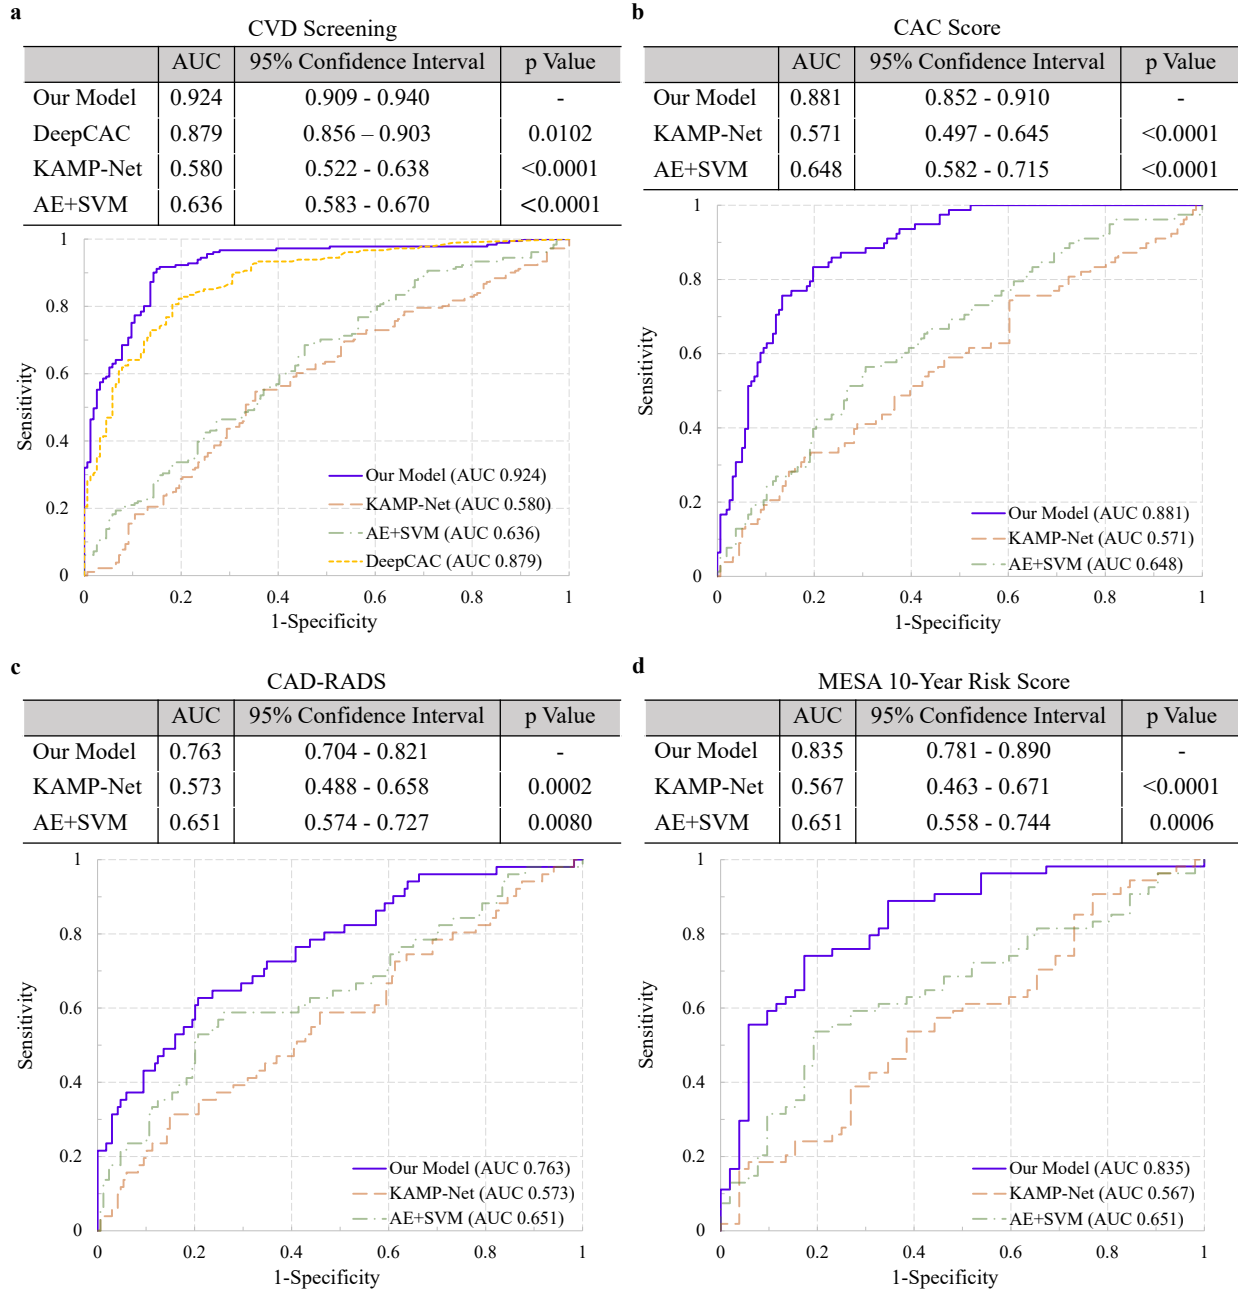 a
CVD Screening
AUC 95% Confidence Interval p Value
Our Model 0.924 0.909 - 0.940 -
DeepCAC 0.879 0.856 – 0.903 0.0102
KAMP-Net 0.580 0.522 - 0.638 <0.0001
AE+SVM 0.636 0.583 - 0.670 <0.0001
1
0.8
0.6
0.4
0.2
0
Sensitivity
Our Model (AUC 0.924)
KAMP-Net (AUC 0.580)
AE+SVM (AUC 0.636)
DeepCAC (AUC 0.879)
0 0.2 0.4 0.6 0.8 1
1-Specificity
b
CAC Score
AUC 95% Confidence Interval p Value
Our Model 0.881 0.852 - 0.910 -
KAMP-Net 0.571 0.497 - 0.645 <0.0001
AE+SVM 0.648 0.582 - 0.715 <0.0001
1
0.8
0.6
0.4
0.2
0
Sensitivity
Our Model (AUC 0.881)
KAMP-Net (AUC 0.571)
AE+SVM (AUC 0.648)
0 0.2 0.4 0.6 0.8 1
1-Specificity
c
CAD-RADS
AUC 95% Confidence Interval p Value
Our Model 0.763 0.704 - 0.821 -
KAMP-Net 0.573 0.488 - 0.658 0.0002
AE+SVM 0.651 0.574 - 0.727 0.0080
1
0.8
0.6
0.4
0.2
0
Sensitivity
Our Model (AUC 0.763)
KAMP-Net (AUC 0.573)
AE+SVM (AUC 0.651)
0 0.2 0.4 0.6 0.8 1
1-Specificity
d
MESA 10-Year Risk Score
AUC 95% Confidence Interval p Value
Our Model 0.835 0.781 - 0.890 -
KAMP-Net 0.567 0.463 - 0.671 <0.0001
AE+SVM 0.651 0.558 - 0.744 0.0006
1
0.8
0.6
0.4
0.2
0
Sensitivity
Our Model (AUC 0.835)
KAMP-Net (AUC 0.567)
AE+SVM (AUC 0.651)
0 0.2 0.4 0.6 0.8 1
1-Specificity